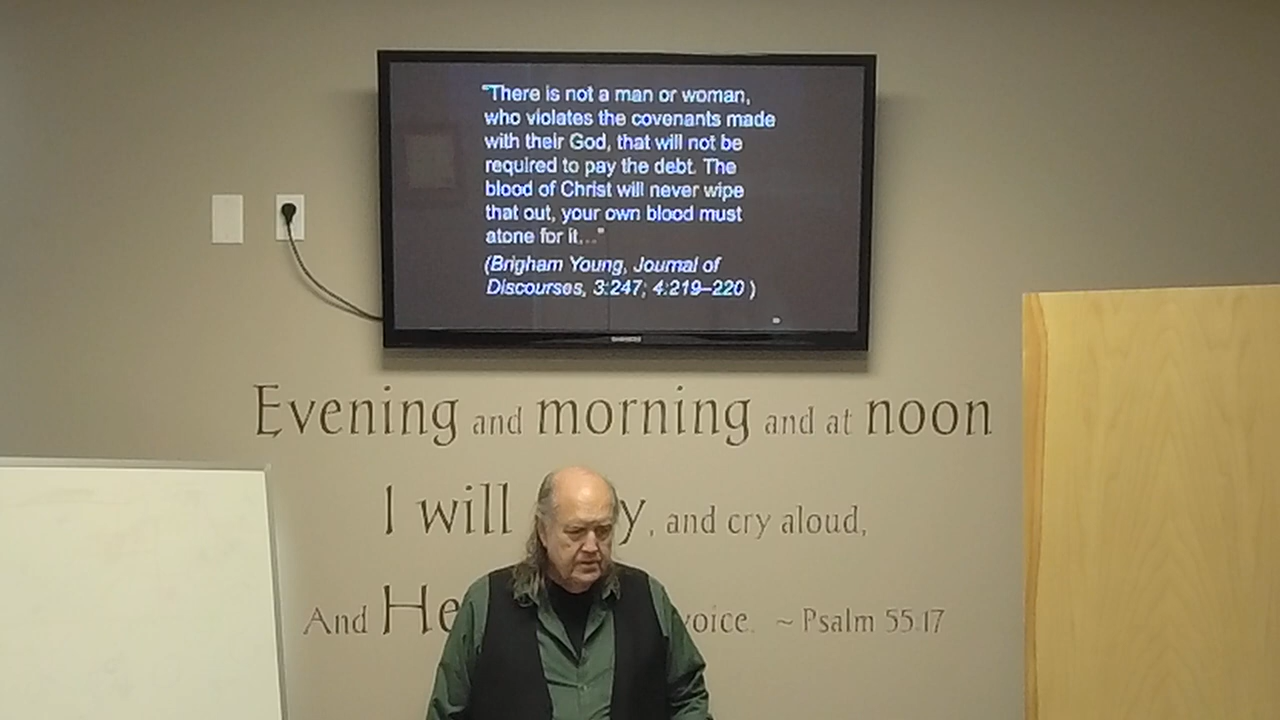 "There is not a man or woman,
who violates the covenants made
with their God, that will not be
required to pay the debt. The
blood of Christ will never wipe
that out, your own blood must
atone for it..."
(Brigham Young, Journal of
Discourses, 3:247; 4:219–220 )
SAMSUNG
Evening and morning and at noon
I will y, and cry aloud,
And He voice. ~ Psalm 55:17